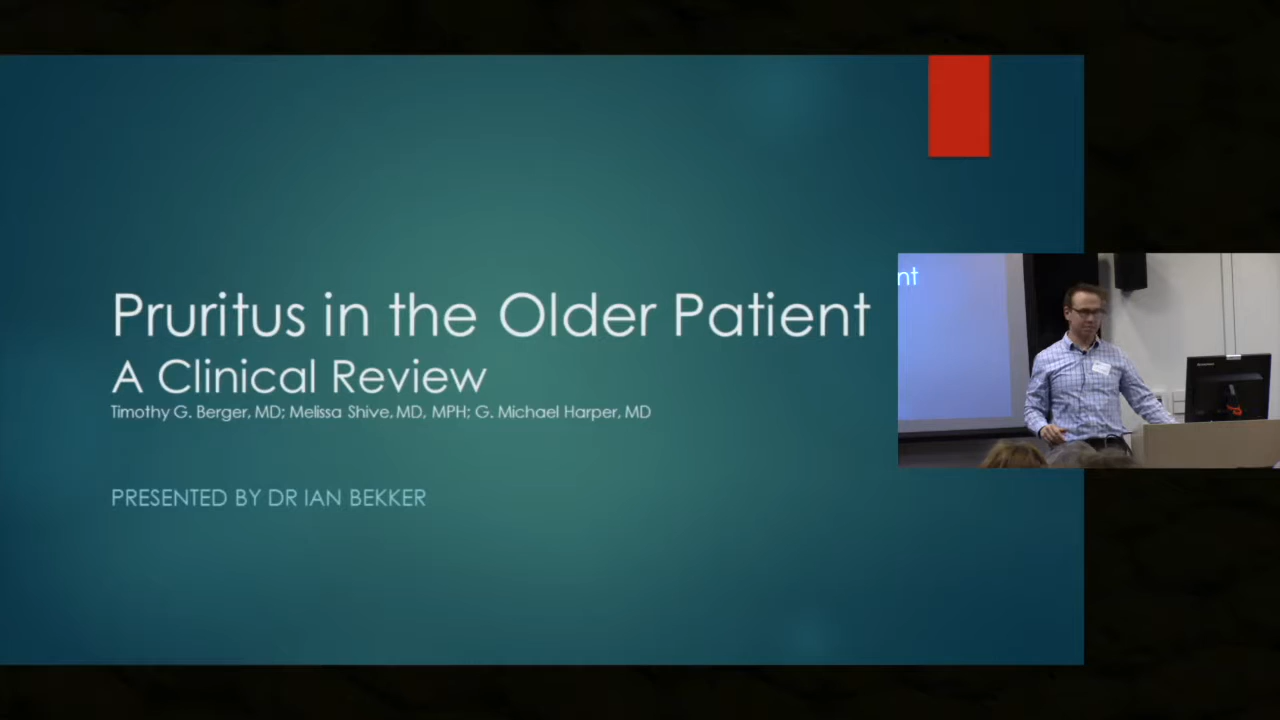 Pruritus in the Older Patient
A Clinical Review
Timothy G. Berger, MD; Melissa Shive, MD, MPH; G. Michael Harper, MD
PRESENTED BY DR IAN BEKKER
nt